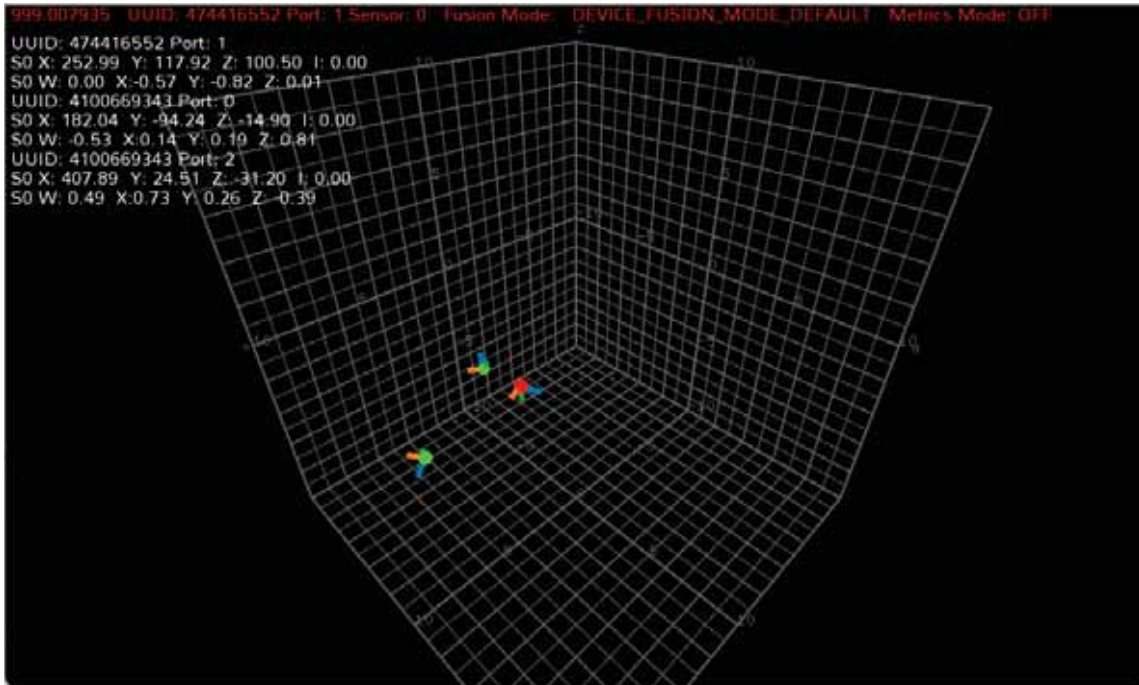 999.007935 UUID: 474416552 Port: 1 Sensor: 0 Fusion Mode: DEVICE_FUSION_MODE_DEFAULT Metrics Mode: OFF
UUID: 474416552 Port: 1
S0 X: 252.99 Y: 117.92 Z: 100.50 I: 0.00
S0 W: 0.00 X:-0.57 Y: -0.82 Z: 0.01
UUID: 4100669343 Port: 0
S0 X: 182.04 Y: -94.24 Z: -14.90 I: 0.00
S0 W: -0.53 X:0.14 Y: 0.19 Z: 0.81
UUID: 4100669343 Port: 2
S0 X: 407.89 Y: 24.51 Z: -31.20 I: 0.00
S0 W: 0.49 X:0.73 Y: 0.26 Z: -0.39
z
10
10
10
10